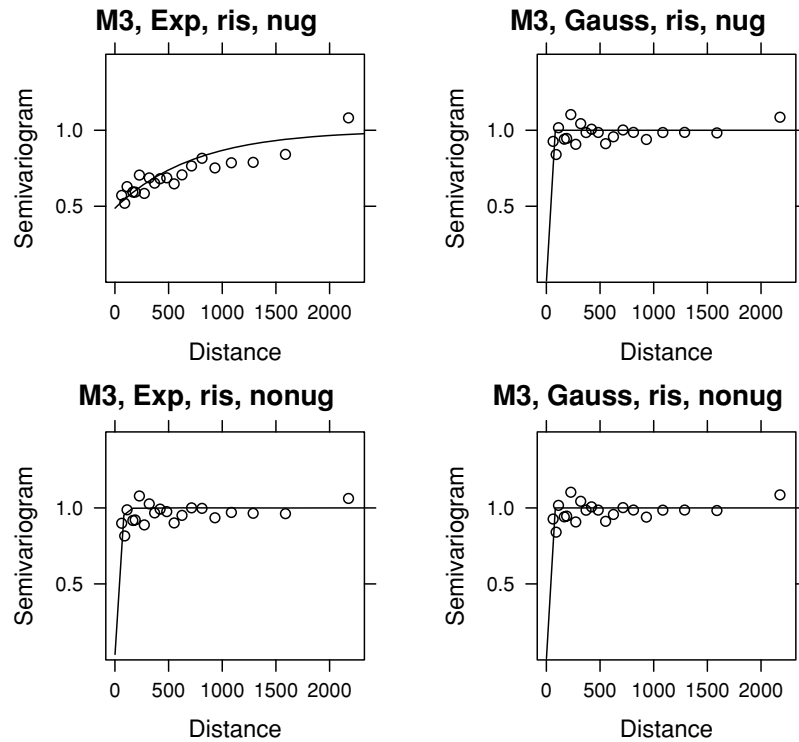 M3, Exp, ris, nug
Semivariogram
1.0
0.5
0 500 1000 1500 2000
Distance
M3, Gauss, ris, nug
Semivariogram
1.0
0.5
0 500 1000 1500 2000
Distance
M3, Exp, ris, nonug
Semivariogram
1.0
0.5
0 500 1000 1500 2000
Distance
M3, Gauss, ris, nonug
Semivariogram
1.0
0.5
0 500 1000 1500 2000
Distance